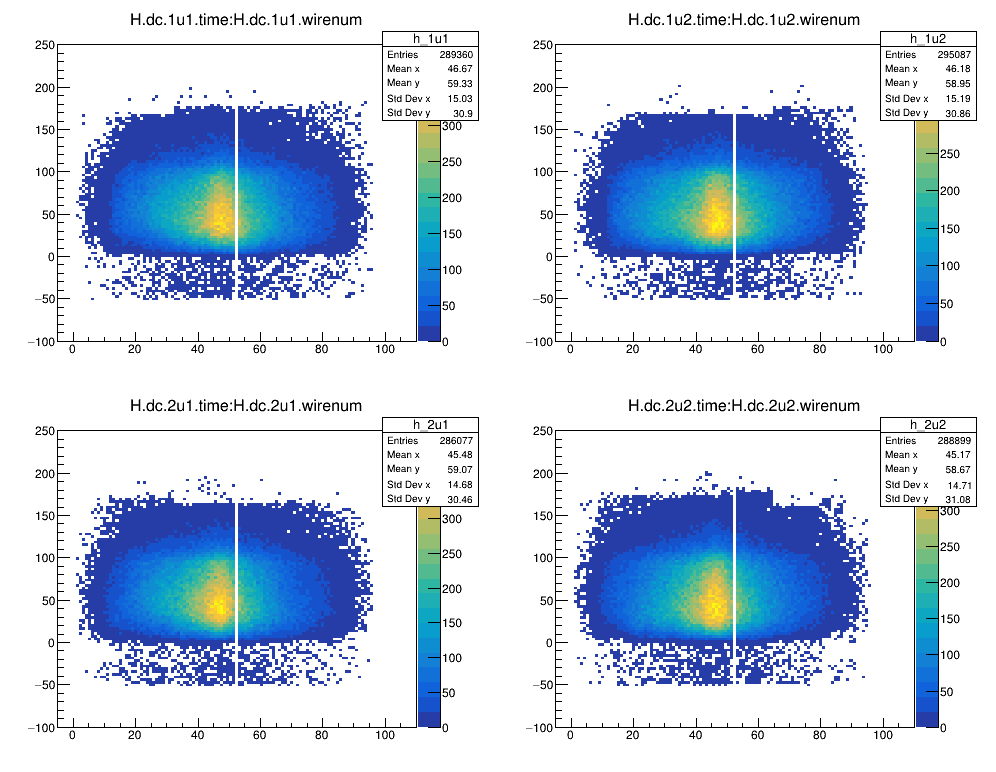 H.dc.1u1.time:H.dc.1u1.wirenum
h_1u1
Entries 289360
Mean x 46.67
Mean y 59.33
Std Dev x 15.03
Std Dev y 30.9
250
200
150
100
50
0
−50
−100
0 20 40 60 80 100
300
250
200
150
100
50
0
H.dc.1u2.time:H.dc.1u2.wirenum
h_1u2
Entries 295087
Mean x 46.18
Mean y 58.95
Std Dev x 15.19
Std Dev y 30.86
250
200
150
100
50
0
−50
−100
0 20 40 60 80 100
250
200
150
100
50
0
H.dc.2u1.time:H.dc.2u1.wirenum
h_2u1
Entries 286077
Mean x 45.48
Mean y 59.07
Std Dev x 14.68
Std Dev y 30.46
250
200
150
100
50
0
−50
−100
0 20 40 60 80 100
300
250
200
150
100
50
0
H.dc.2u2.time:H.dc.2u2.wirenum
h_2u2
Entries 288899
Mean x 45.17
Mean y 58.67
Std Dev x 14.71
Std Dev y 31.08
250
200
150
100
50
0
−50
−100
0 20 40 60 80 100
300
250
200
150
100
50
0